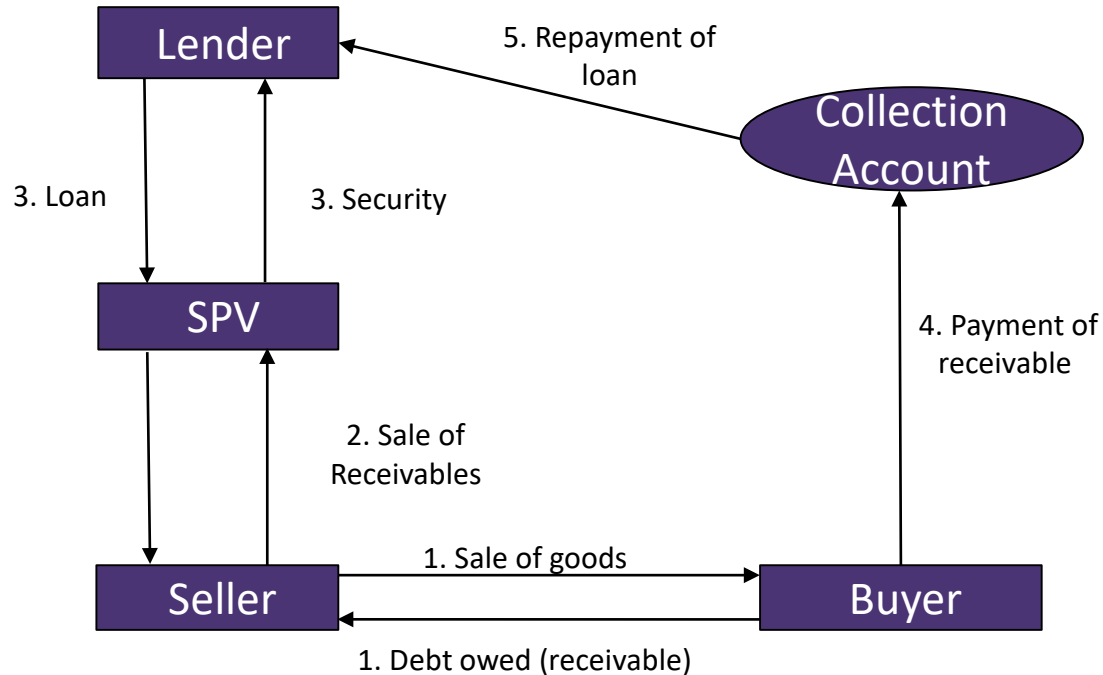 Lender
5. Repayment of
loan
Collection
Account
3. Loan
3. Security
SPV
4. Payment of
receivable
2. Sale of
Receivables
1. Sale of goods
Seller
Buyer
1. Debt owed (receivable)